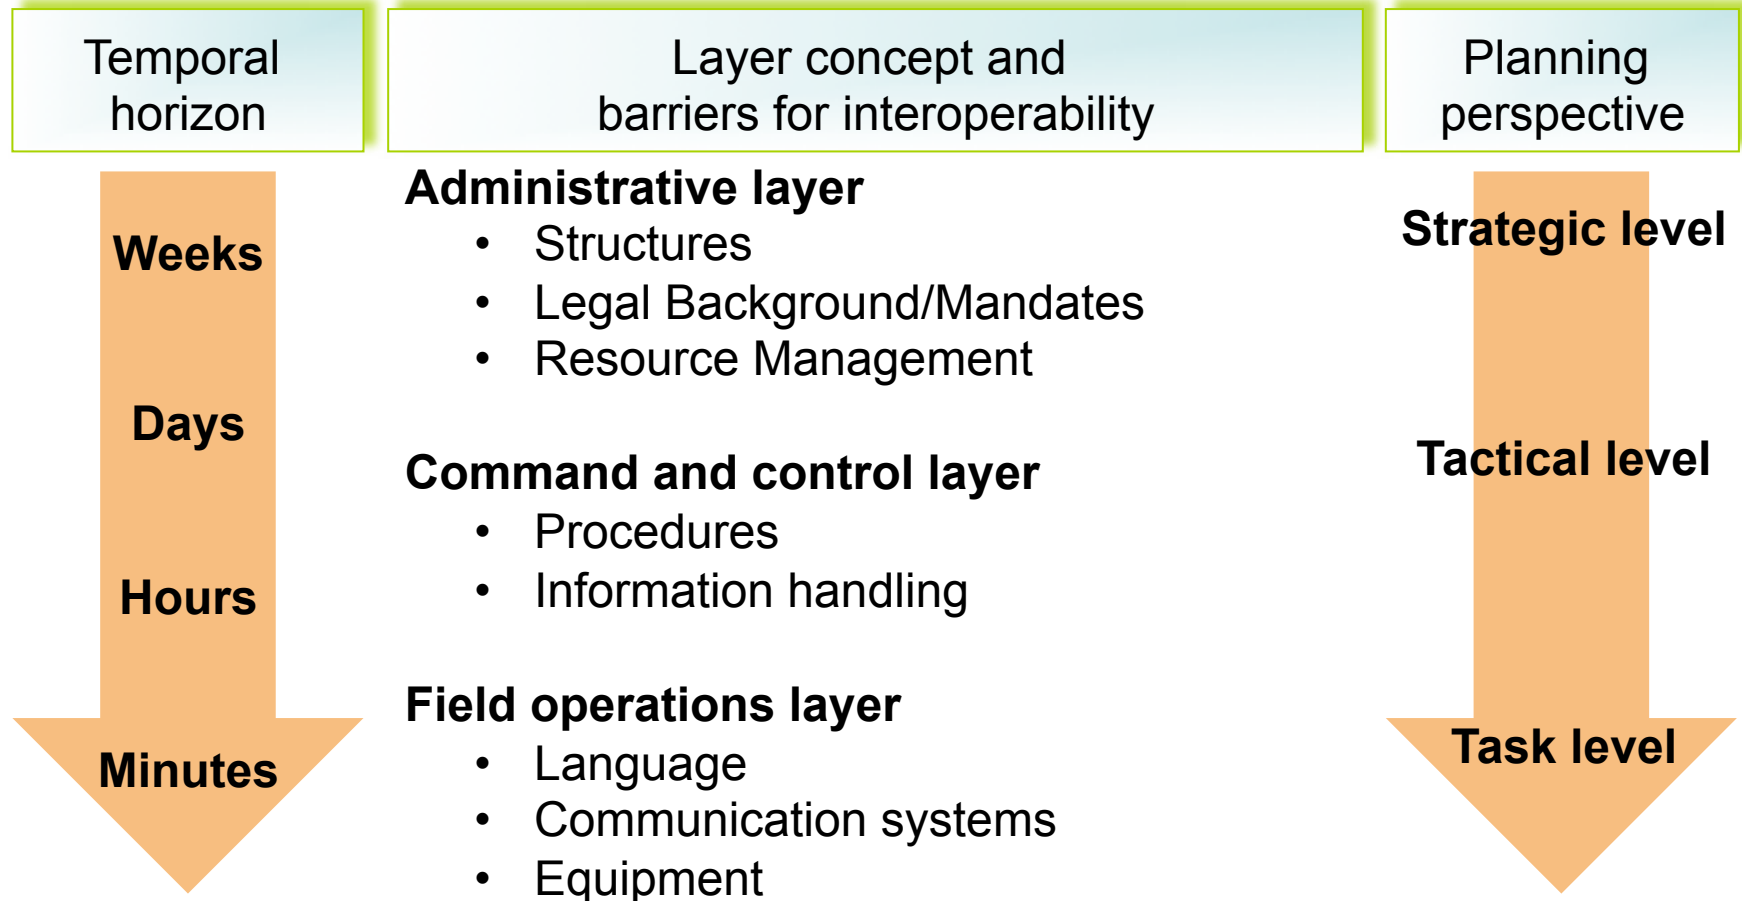 Temporal
horizon
Layer concept and
barriers for interoperability
Planning
perspective
Weeks
Days
Hours
Minutes
Administrative layer
• Structures
• Legal Background/Mandates
• Resource Management
Command and control layer
• Procedures
• Information handling
Field operations layer
• Language
• Communication systems
• Equipment
Strategic level
Tactical level
Task level